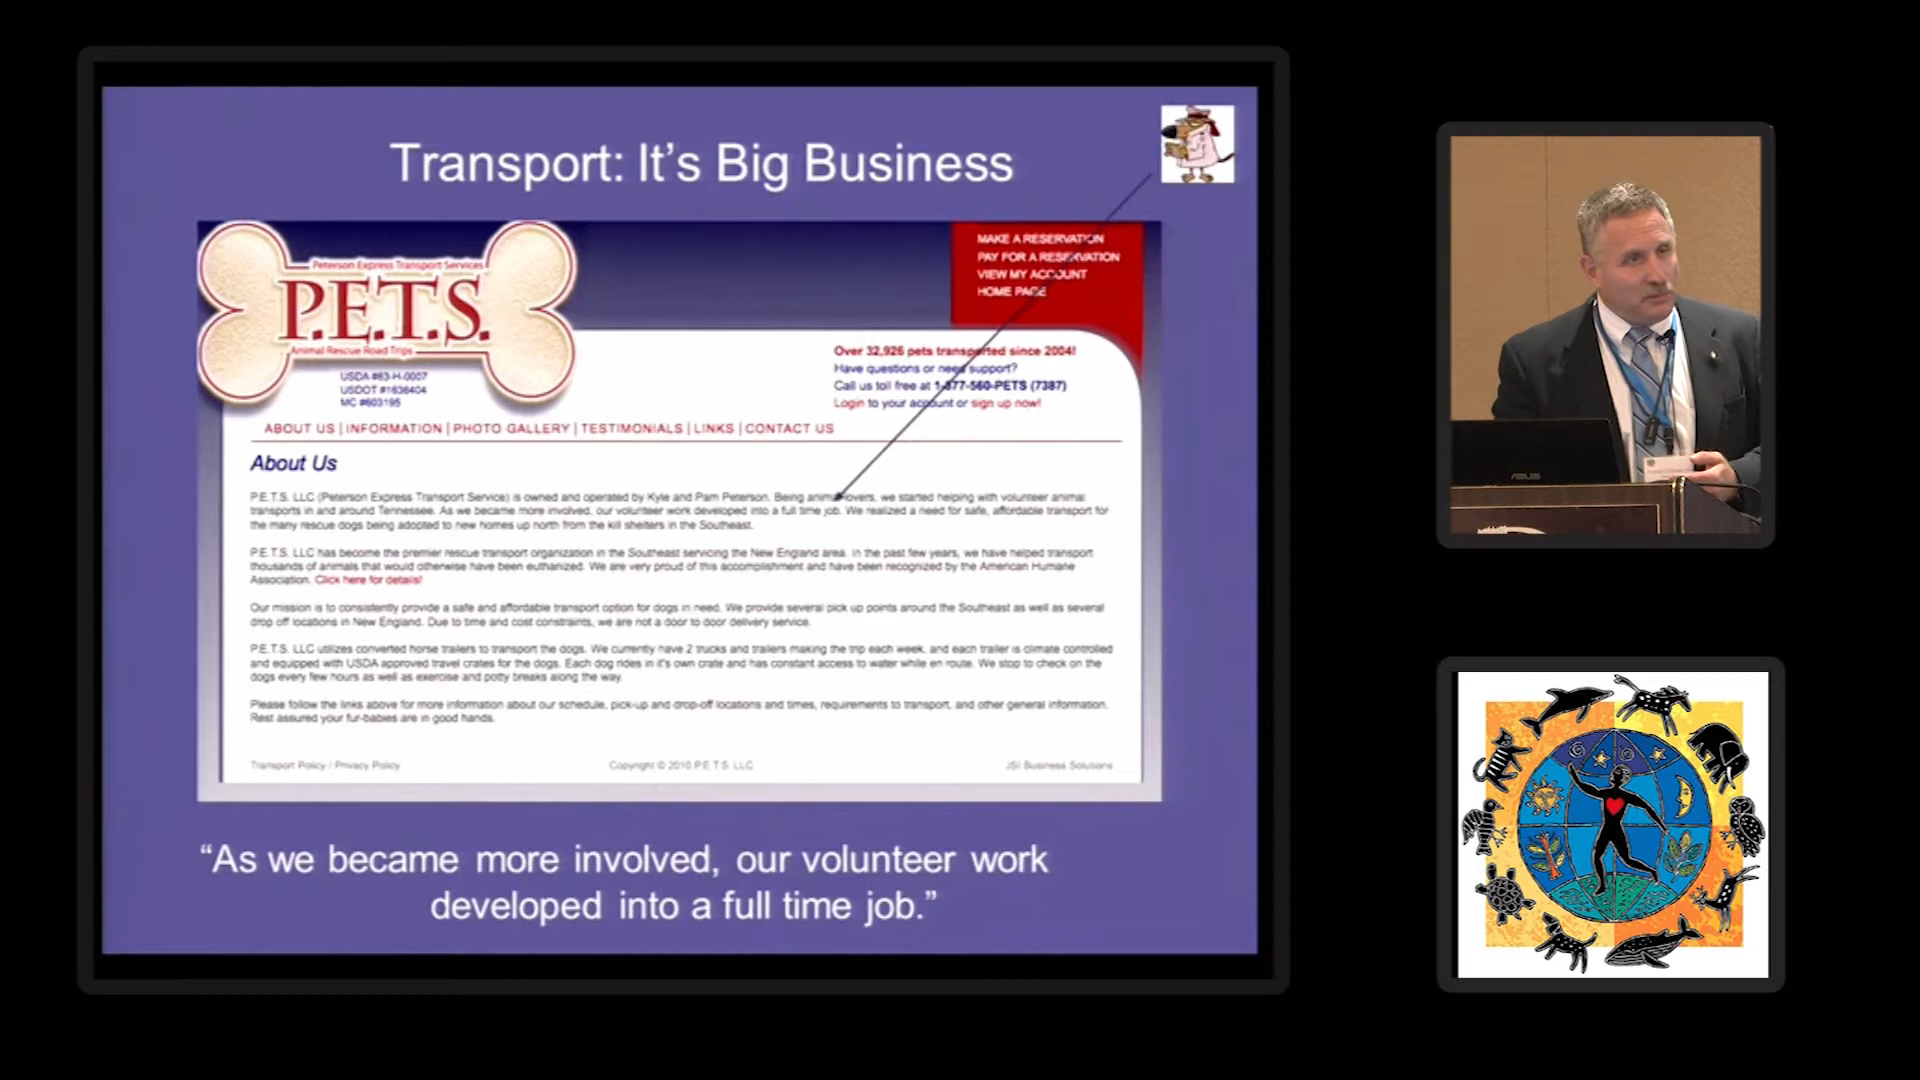 Transport: It's Big Business
Peterson Express Transport Services
P.E.T.S.
Animal Rescue Road Trips
USDA #63-H-0007
USDOT #1636404
MC #603195
MAKE A RESERVATION
PAY FOR A RESERVATION
VIEW MY ACCOUNT
HOME PAGE
Over 32,926 pets transported since 2004!
Have questions or need support?
Call us toll free at 1-877-560-PETS (7387)
Login to your account or sign up now!
ABOUT US | INFORMATION | PHOTO GALLERY | TESTIMONIALS | LINKS | CONTACT US
About Us
P.E.T.S. LLC (Peterson Express Transport Service) is owned and operated by Kyle and Pam Peterson. Being animal lovers, we started helping with volunteer animal
transports in and around Tennessee. As we became more involved, our volunteer work developed into a full time job. We realized a need for safe, affordable transport for
the many rescue dogs being adopted to new homes up north from the kill shelters in the Southeast.
P.E.T.S. LLC has become the premier rescue transport organization in the Southeast servicing the New England area. In the past few years, we have helped transport
thousands of animals that would otherwise have been euthanized. We are very proud of this accomplishment and have been recognized by the American Humane
Association. Click here for details!
Our mission is to consistently provide a safe and affordable transport option for dogs in need. We provide several pick up points around the Southeast as well as several
drop off locations in New England. Due to time and cost constraints, we are not a door to door delivery service.
P.E.T.S. LLC utilizes converted horse trailers to transport the dogs. We currently have 2 trucks and trailers making the trip each week, and each trailer is climate controlled
and equipped with USDA approved travel crates for the dogs. Each dog rides in it's own crate and has constant access to water while en route. We stop to check on the
dogs every few hours as well as exercise and potty breaks along the way.
Please follow the links above for more information about our schedule, pick-up and drop-off locations and times, requirements to transport, and other general information.
Rest assured your fur-babies are in good hands.
Transport Policy / Privacy Policy
Copyright © 2010 P.E.T.S. LLC
JSI Business Solutions
"As we became more involved, our volunteer work
developed into a full time job."
ASUS